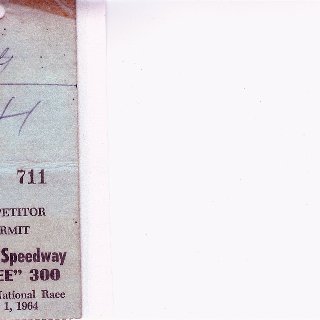 711
PETITOR
RMIT
Speedway
EE" 300
National Race
1, 1964